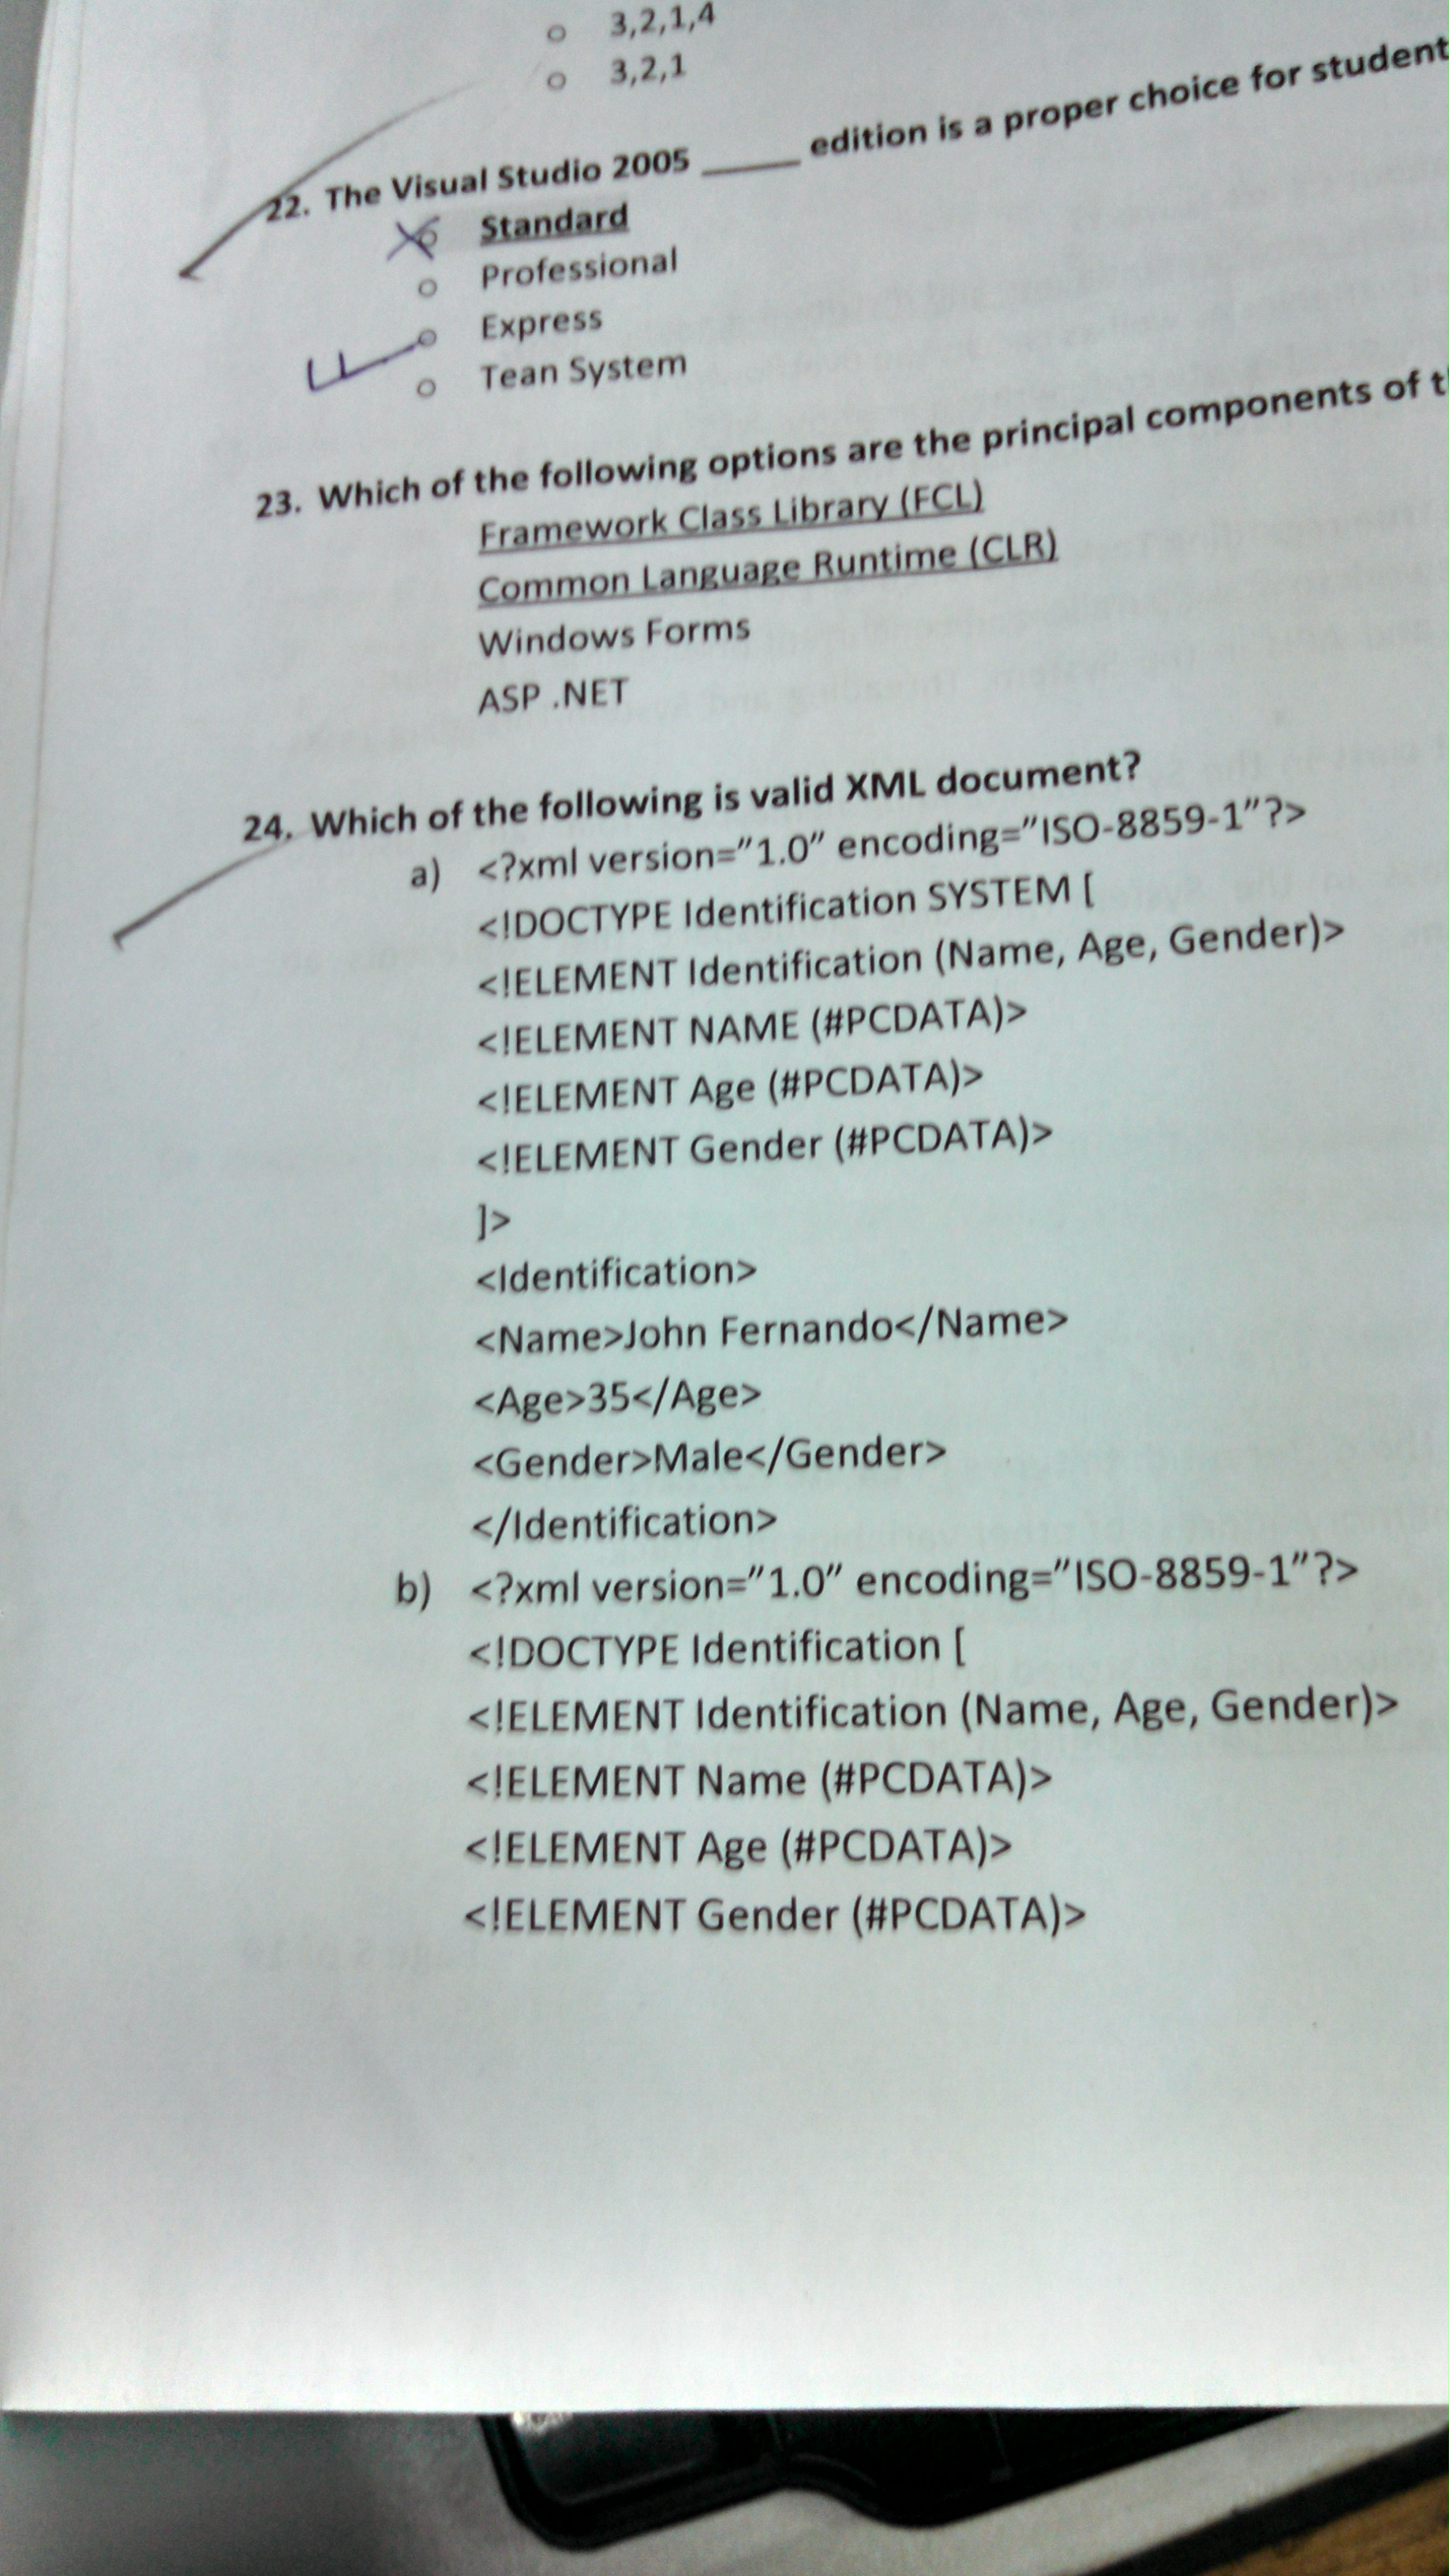 3,2,1,4
3,2,1
22. The Visual Studio 2005 _____ edition is a proper choice for student
Standard
Professional
Express
Tean System
23. Which of the following options are the principal components of t
Framework Class Library (FCL)
Common Language Runtime (CLR)
Windows Forms
ASP .NET
24. Which of the following is valid XML document?
a) <?xml version="1.0" encoding="ISO-8859-1"?>
<!DOCTYPE Identification SYSTEM [
<!ELEMENT Identification (Name, Age, Gender)>
<!ELEMENT NAME (#PCDATA)>
<!ELEMENT Age (#PCDATA)>
<!ELEMENT Gender (#PCDATA)>
]>
<Identification>
<Name>John Fernando</Name>
<Age>35</Age>
<Gender>Male</Gender>
</Identification>
b) <?xml version="1.0" encoding="ISO-8859-1"?>
<!DOCTYPE Identification [
<!ELEMENT Identification (Name, Age, Gender)>
<!ELEMENT Name (#PCDATA)>
<!ELEMENT Age (#PCDATA)>
<!ELEMENT Gender (#PCDATA)>